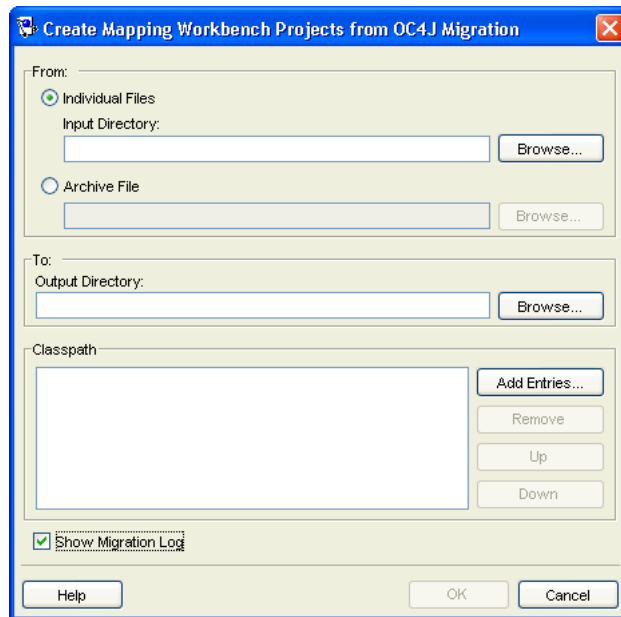 Create Mapping Workbench Projects from OC4J Migration
From:
Individual Files
Input Directory:
Browse...
Archive File
Browse...
To:
Output Directory:
Browse...
Classpath
Add Entries...
Remove
Up
Down
Show Migration Log
Help
OK
Cancel